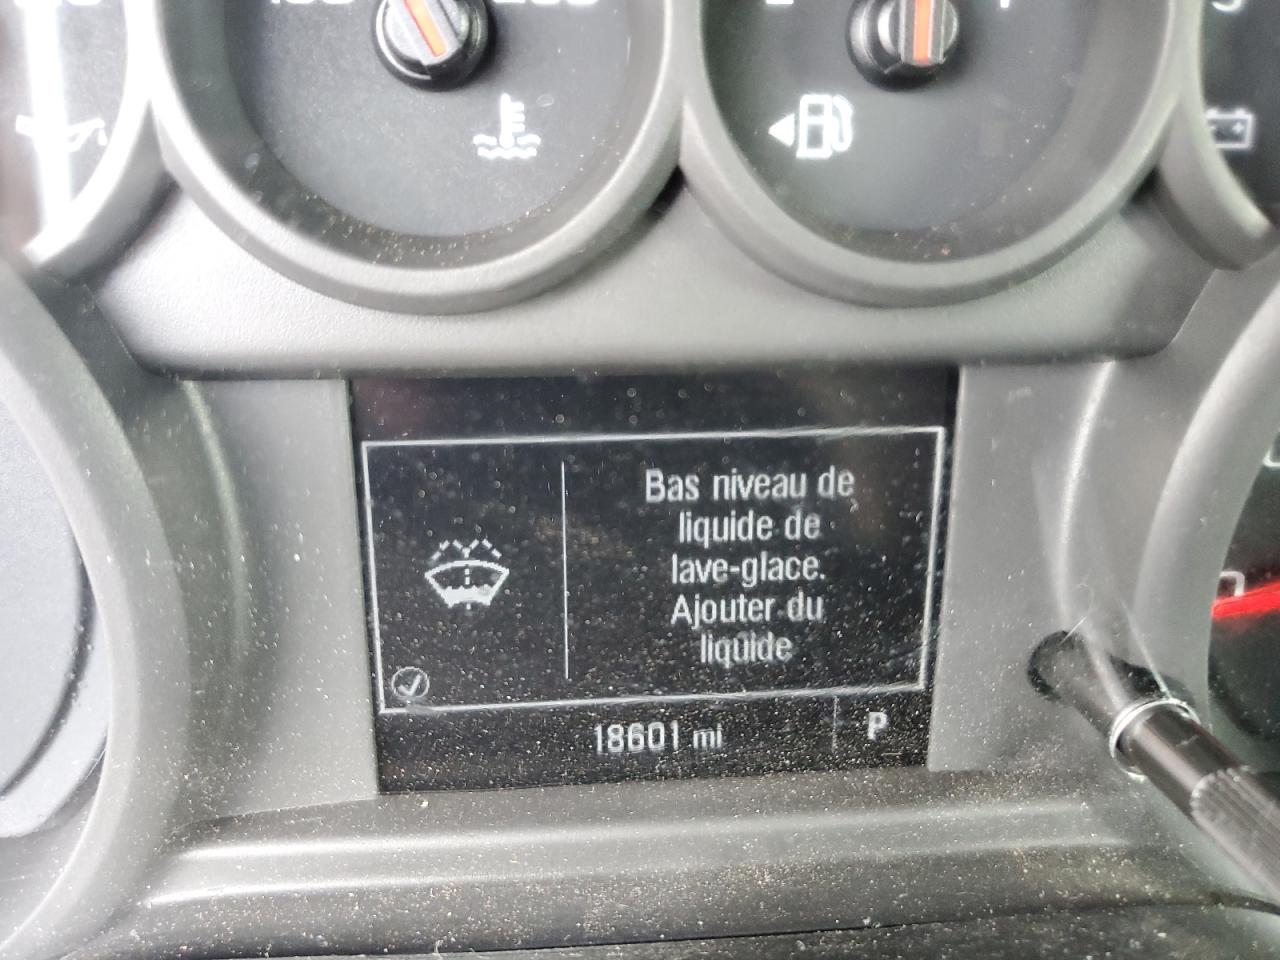 Bas niveau de
liquide de
lave-glace.
Ajouter du
liquide
18601 mi
P